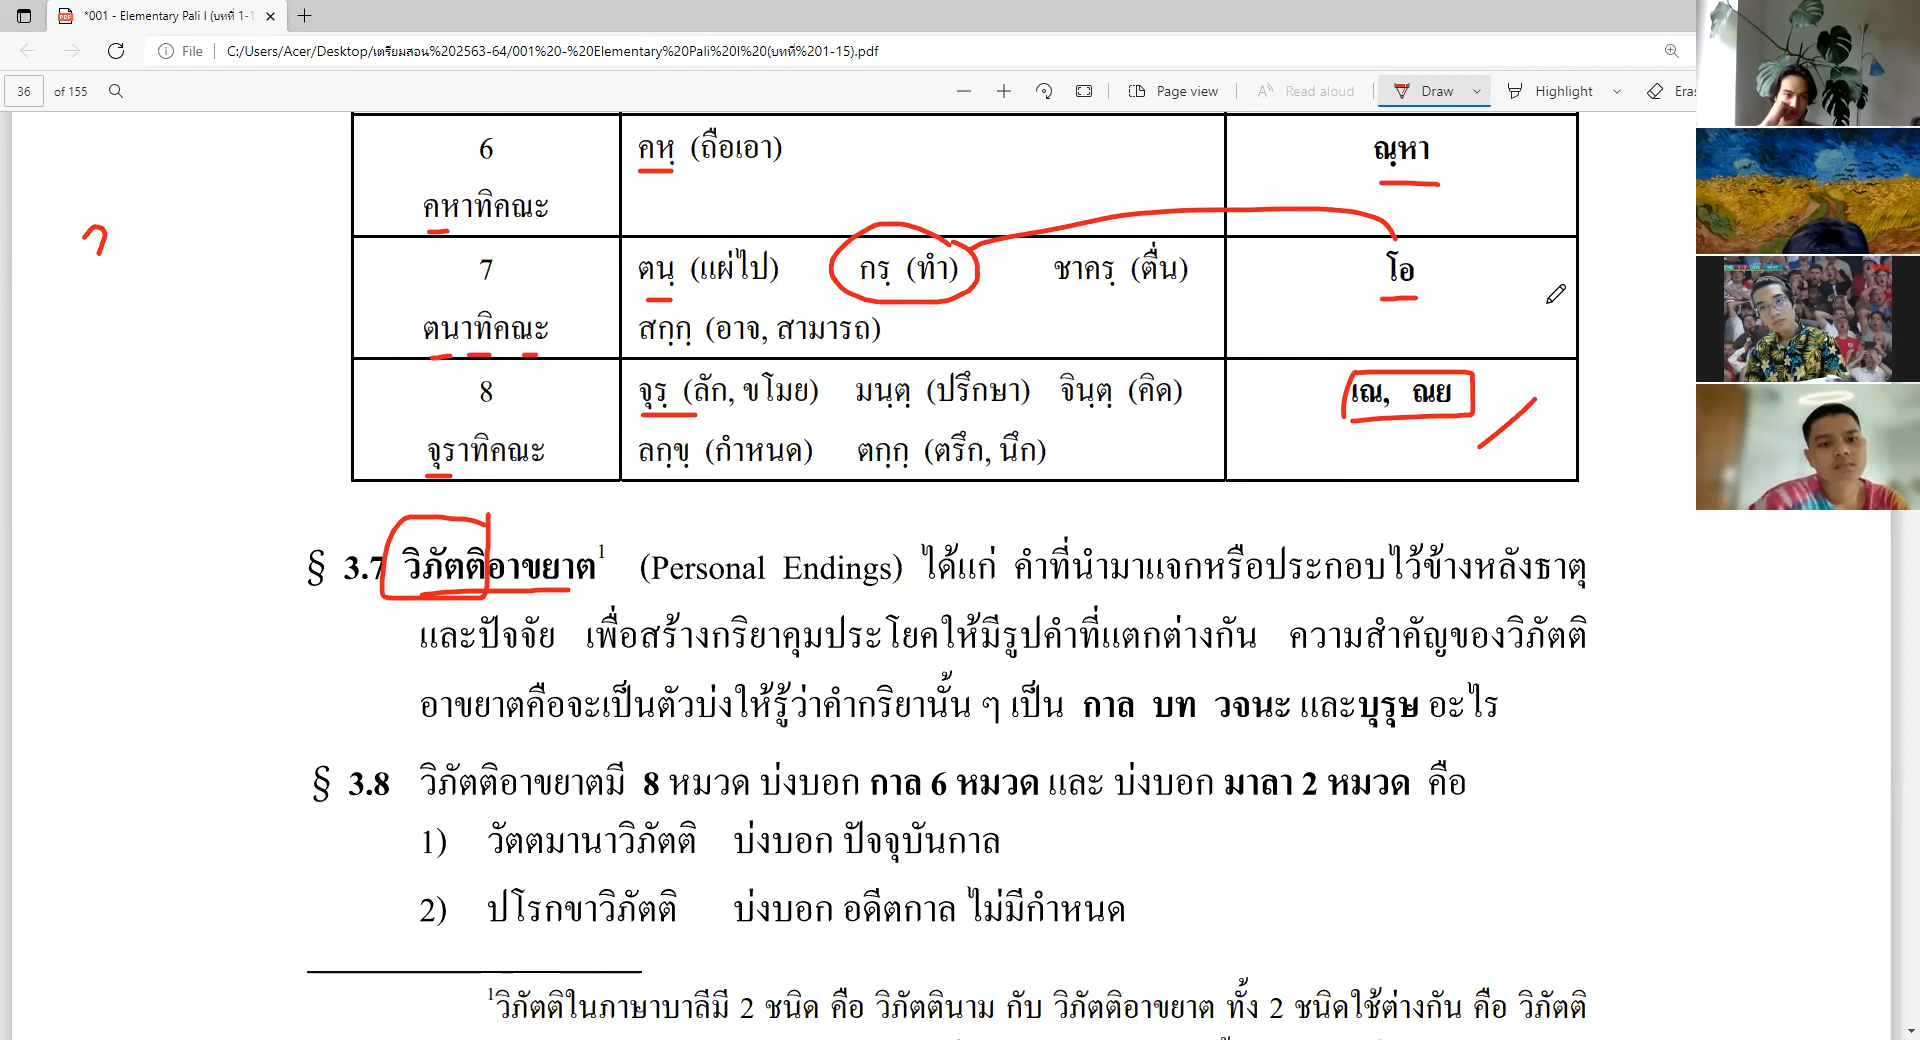 *001 - Elementary Pali I (บทที่ 1-1
File
C:/Users/Acer/Desktop/เตรียมสอน%202563-64/001%20-%20Elementary%20Pali%20I%20(บทที่%201-15).pdf
36 of 155
Page view
Read aloud
Draw
Highlight
Eras
6 คหฺ (ถือเอา) ณฺหา
คหาทิคณะ
7 ตนฺ (แผ่ไป) กรฺ (ทำ) ชาครฺ (ตื่น) โอ
ตนาทิคณะ สกฺกฺ (อาจ, สามารถ)
8 จุรฺ (ลัก, ขโมย) มนฺตฺ (ปรึกษา) จินฺตฺ (คิด) เณ, ณย
จุราทิคณะ ลกฺขฺ (กำหนด) ตกฺกฺ (ตรึก, นึก)
§ 3.7 วิภัตติอาขยาต1 (Personal Endings) ได้แก่ คำที่นำมาแจกหรือประกอบไว้ข้างหลังธาตุ
และปัจจัย เพื่อสร้างกริยาคุมประโยคให้มีรูปคำที่แตกต่างกัน ความสำคัญของวิภัตติ
อาขยาตคือจะเป็นตัวบ่งให้รู้ว่าคำกริยานั้น ๆ เป็น กาล บท วจนะ และบุรุษ อะไร
§ 3.8 วิภัตติอาขยาตมี 8 หมวด บ่งบอก กาล 6 หมวด และ บ่งบอก มาลา 2 หมวด คือ
1) วัตตมานาวิภัตติ บ่งบอก ปัจจุบันกาล
2) ปโรกขาวิภัตติ บ่งบอก อดีตกาล ไม่มีกำหนด
1วิภัตติในภาษาบาลีมี 2 ชนิด คือ วิภัตตินาม กับ วิภัตติอาขยาต ทั้ง 2 ชนิดใช้ต่างกัน คือ วิภัตติ